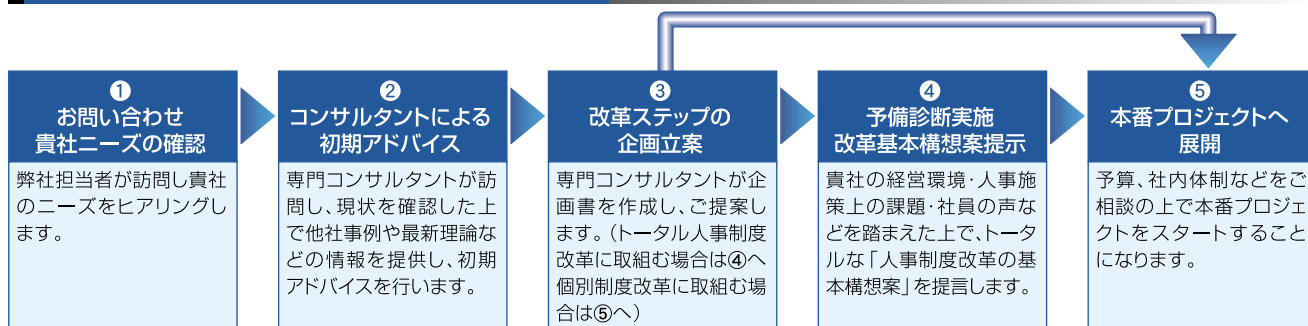 ❶
お問い合わせ
貴社ニーズの確認
弊社担当者が訪問し貴社
のニーズをヒアリングし
ます。
❷
コンサルタントによる
初期アドバイス
専門コンサルタントが訪
問し、現状を確認した上
で他社事例や最新理論な
どの情報を提供し、初期
アドバイスを行います。
❸
改革ステップの
企画立案
専門コンサルタントが企
画書を作成し、ご提案し
ます。(トータル人事制度
改革に取組む場合は④へ
個別制度改革に取組む場
合は⑤へ)
❹
予備診断実施
改革基本構想案提示
貴社の経営環境・人事施
策上の課題・社員の声な
どを踏まえた上で、トータ
ルな「人事制度改革の基
本構想案」を提言します。
❺
本番プロジェクトへ
展開
予算、社内体制などをご
相談の上で本番プロジェ
クトをスタートすること
になります。